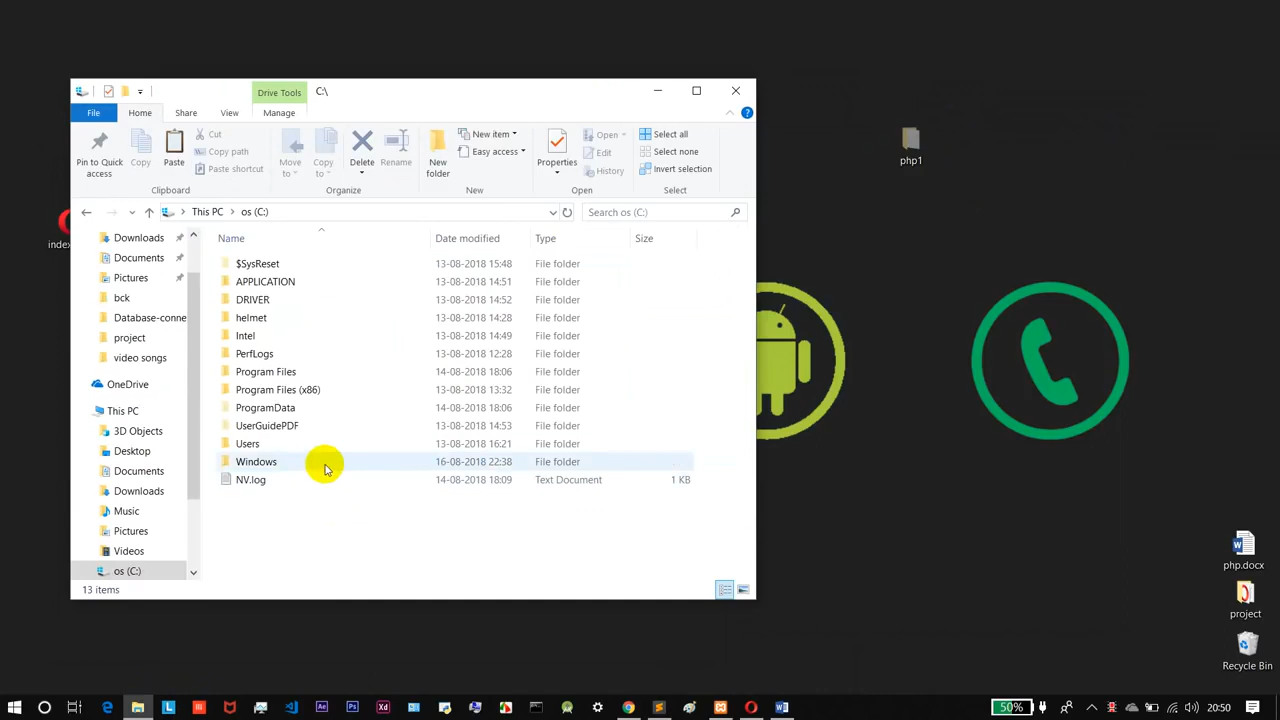 Drive Tools C:\
File Home Share View Manage
Pin to Quick access
Copy
Paste
Cut
Copy path
Paste shortcut
Clipboard
Move to
Copy to
Delete
Rename
Organize
New folder
New item
Easy access
New
Properties
Open
Edit
History
Open
Select all
Select none
Invert selection
Select
This PC os (C:) Search os (C:)
Name Date modified Type Size
$SysReset 13-08-2018 15:48 File folder
APPLICATION 13-08-2018 14:51 File folder
DRIVER 13-08-2018 14:52 File folder
helmet 13-08-2018 14:28 File folder
Intel 13-08-2018 14:49 File folder
PerfLogs 13-08-2018 12:28 File folder
Program Files 14-08-2018 18:06 File folder
Program Files (x86) 13-08-2018 13:32 File folder
ProgramData 14-08-2018 18:06 File folder
UserGuidePDF 13-08-2018 14:53 File folder
Users 13-08-2018 16:21 File folder
Windows 16-08-2018 22:38 File folder
NV.log 14-08-2018 18:09 Text Document 1 KB
Downloads
Documents
Pictures
bck
Database-conne
project
video songs
OneDrive
This PC
3D Objects
Desktop
Documents
Downloads
Music
Pictures
Videos
os (C:)
13 items
index
php1
php.docx
project
Recycle Bin
Ae Ps Xd
50%
20:50